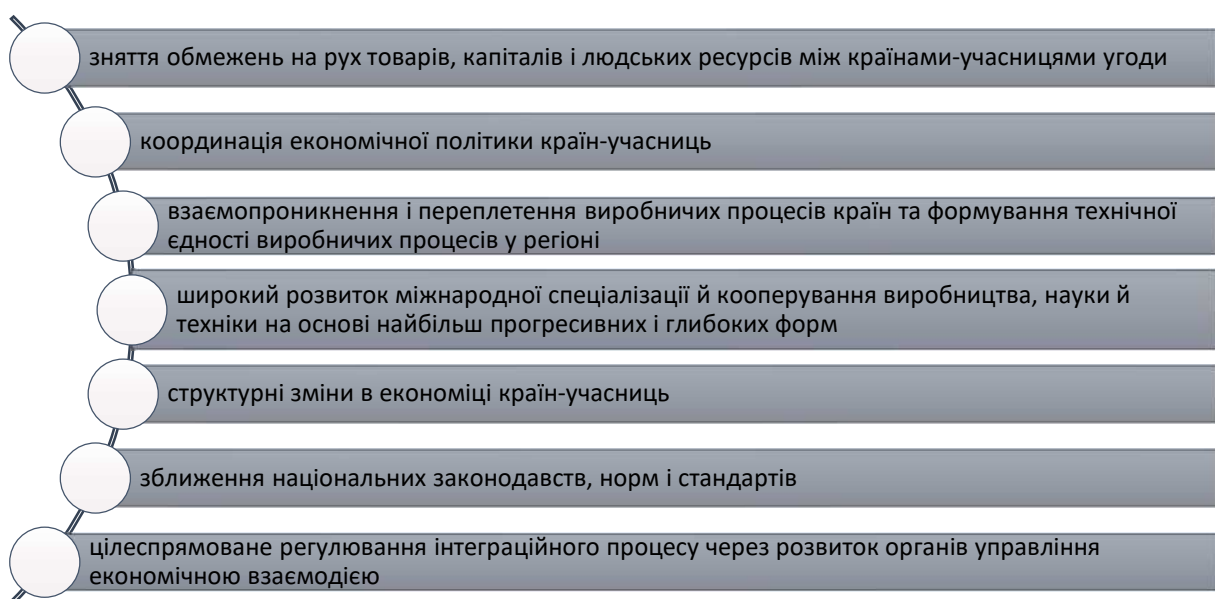 зняття обмежень на рух товарів, капіталів і людських ресурсів між країнами-учасницями угоди
координація економічної політики країн-учасниць
взаємопроникнення і переплетення виробничих процесів країн та формування технічної
єдності виробничих процесів у регіоні
широкий розвиток міжнародної спеціалізації й кооперування виробництва, науки й
техніки на основі найбільш прогресивних і глибоких форм
структурні зміни в економіці країн-учасниць
зближення національних законодавств, норм і стандартів
цілеспрямоване регулювання інтеграційного процесу через розвиток органів управління
економічною взаємодією